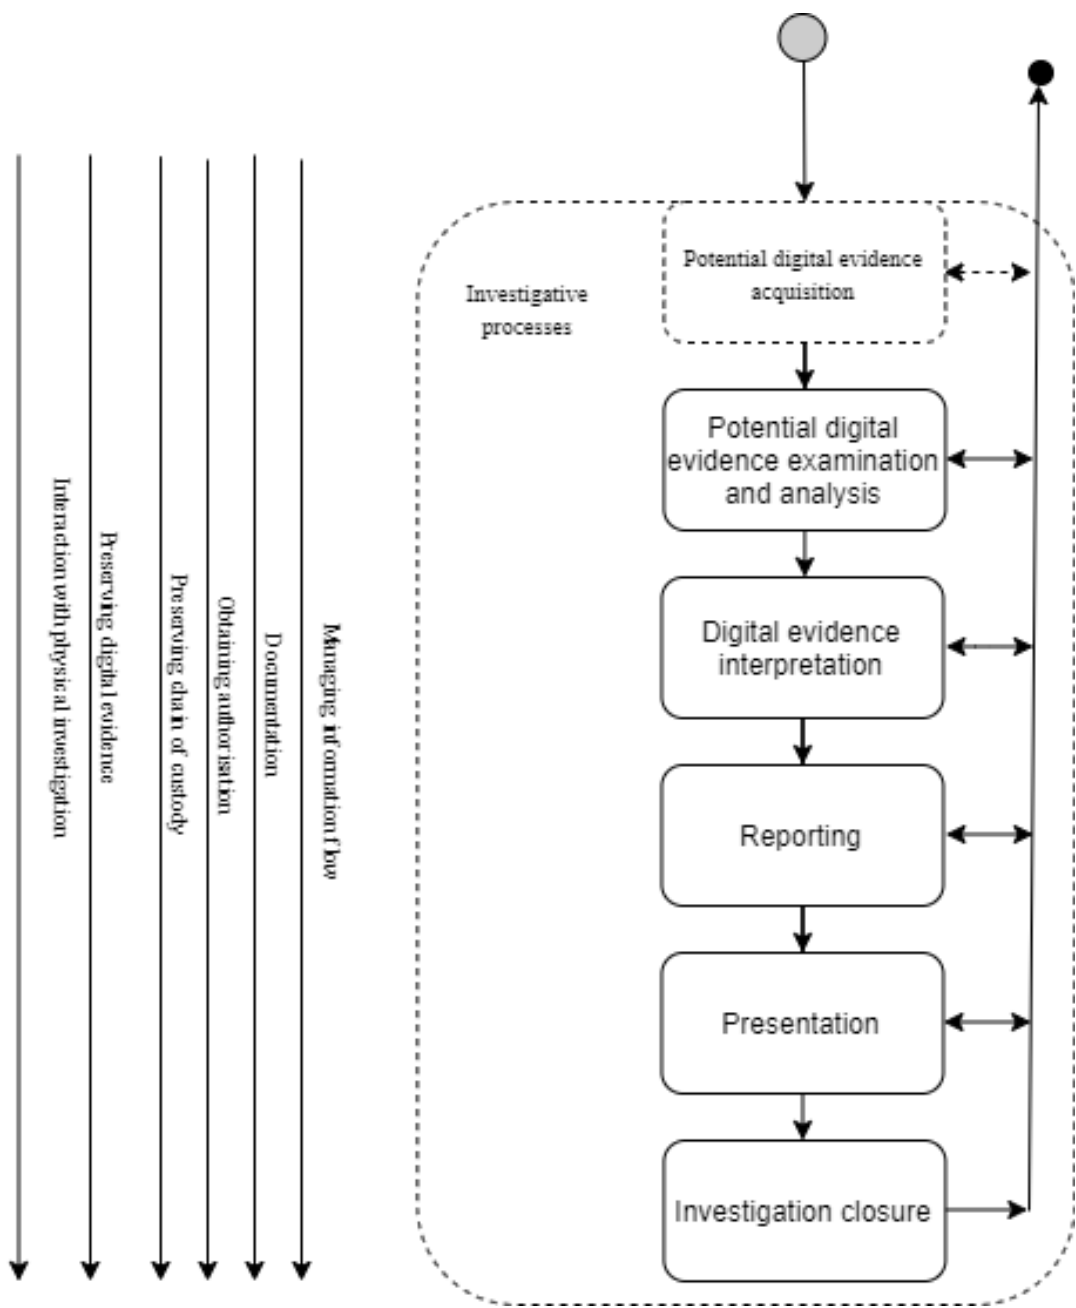 Potential digital evidence
acquisition
Investigative
processes
Potential digital
evidence examination
and analysis
Digital evidence
interpretation
Reporting
Presentation
Investigation closure
Interaction with physical investigation
Preserving digital evidence
Preserving chain of custody
Obtaining authorisation
Documentation
Managing information flow